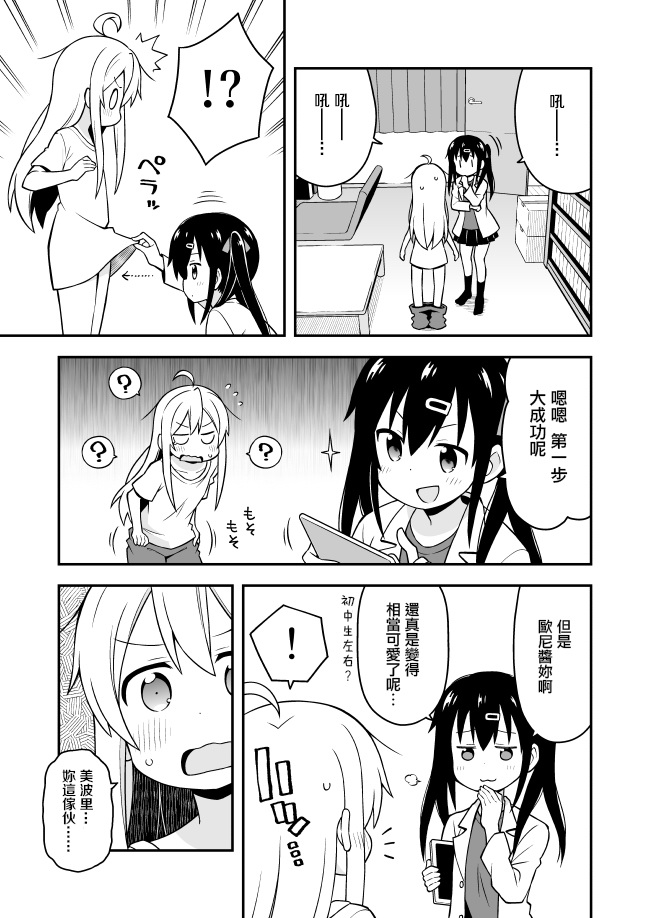 吼——…
吼
吼——…
!?
ペラッ
嗯嗯 第一步
大成功呢
?
?
?
もそ
もそ
但是
歐尼醬妳啊
還真是變得
相當可愛了呢…
初中生左右？
!
美波里…
妳這傢伙……